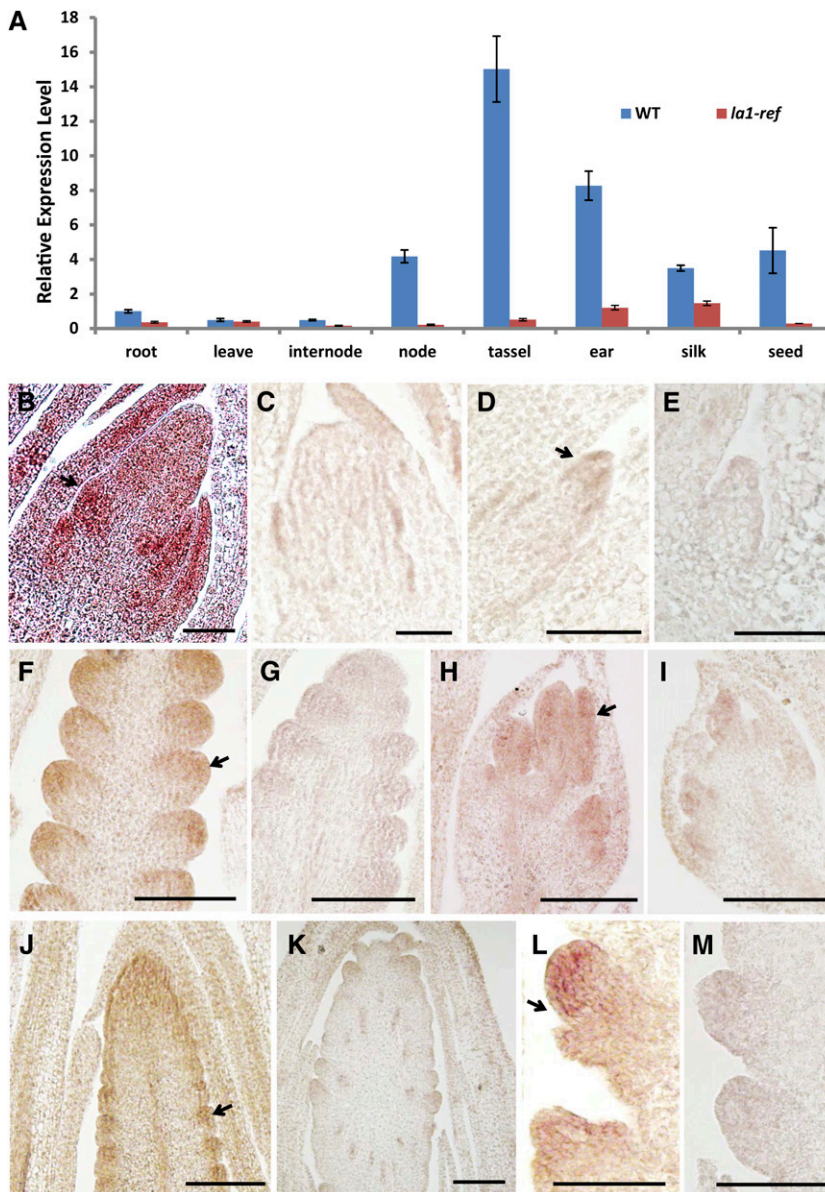 A
Relative Expression Level
18
16
14
12
10
8
6
4
2
0
WT
la1-ref
root leave internode node tassel ear silk seed
B C D E
F G H I
J K L M